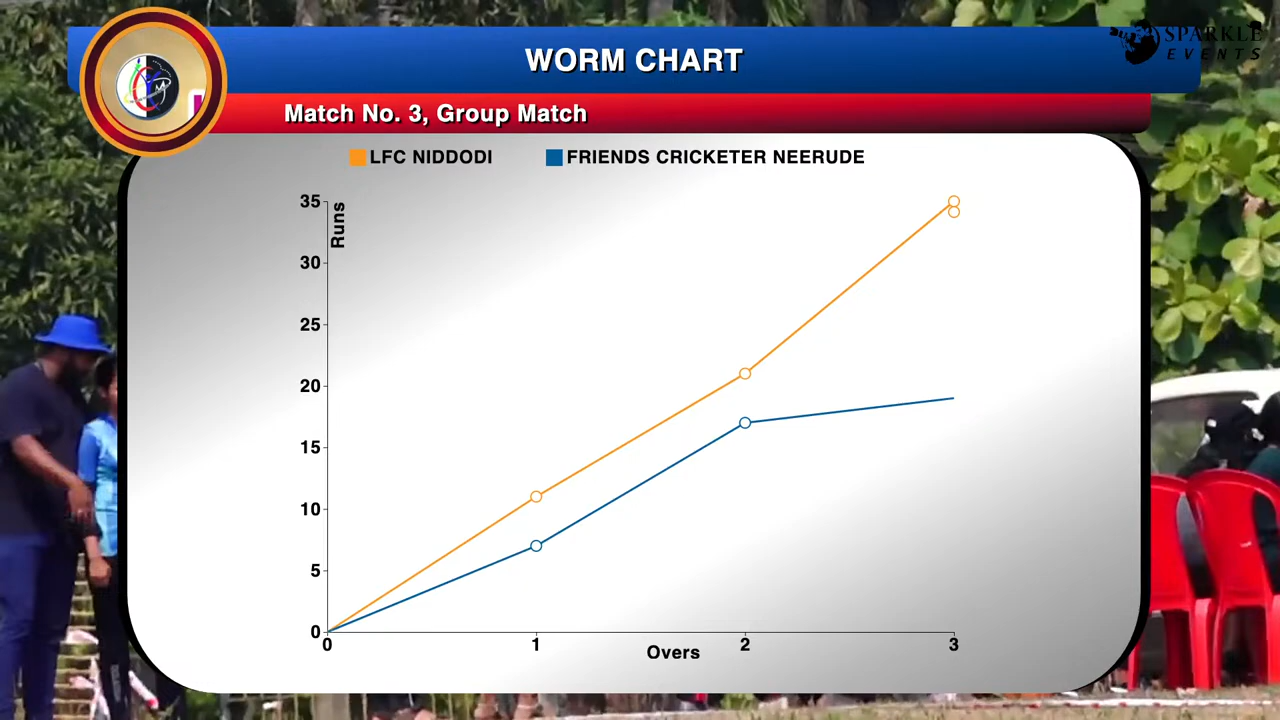 SPARKLE
EVENTS
WORM CHART
Match No. 3, Group Match
LFC NIDDODI
FRIENDS CRICKETER NEERUDE
Runs
35
30
25
20
15
10
5
0
0 1 2 3
Overs